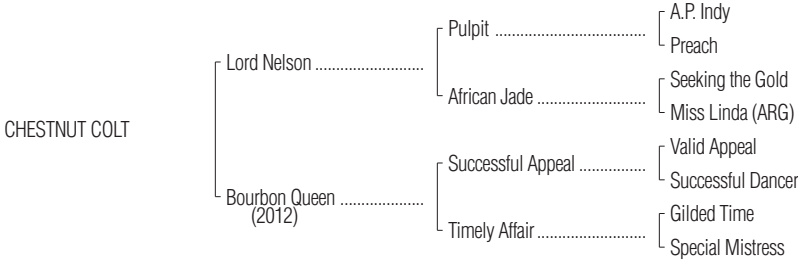 A.P. Indy
Pulpit ......................................
Preach
Lord Nelson ...........................
Seeking the Gold
African Jade ...........................
Miss Linda (ARG)
CHESTNUT COLT
Valid Appeal
Successful Appeal .................
Successful Dancer
Bourbon Queen .....................
(2012)
Gilded Time
Timely Affair ...........................
Special Mistress